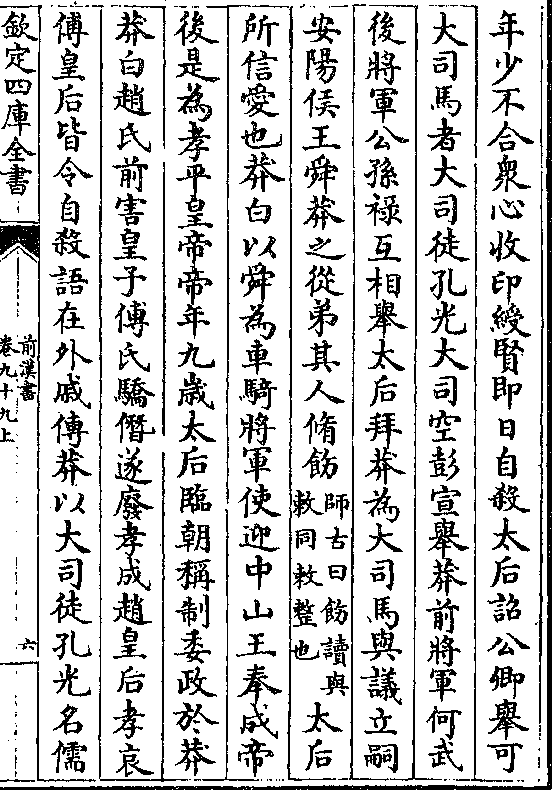 年少不合衆心收印綬賢即日自殺太后詔公卿舉可
大司馬者大司徒孔光大司空彭宣舉莽前將軍何武
後將軍公孫祿互相舉太后拜莽為大司馬與議立嗣
安陽侯王舜莽之從弟其人脩飭師古曰飭讀與敕同敕整也太后
所信愛也莽白以舜為車騎將軍使迎中山王奉成帝
後是為孝平皇帝帝年九歲太后臨朝稱制委政於莽
莽白趙氏前害皇子傅氏驕僭遂廢孝成趙皇后孝哀
傅皇后皆令自殺語在外戚傳莽以大司徒孔光名儒
欽定四庫全書
前漢書
卷九十九上
六